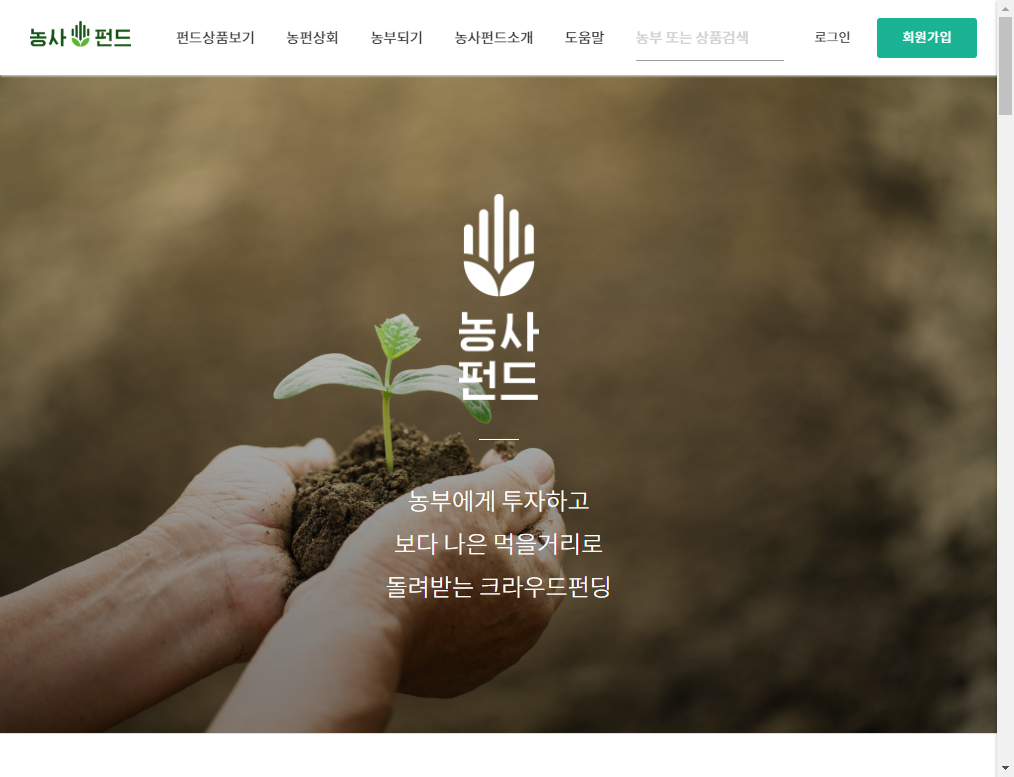 농사 펀드
펀드상품보기
농편상회
농부되기
농사펀드소개
도움말
농부 또는 상품검색
로그인
회원가입
농사
펀드
농부에게 투자하고
보다 나은 먹을거리로
돌려받는 크라우드펀딩